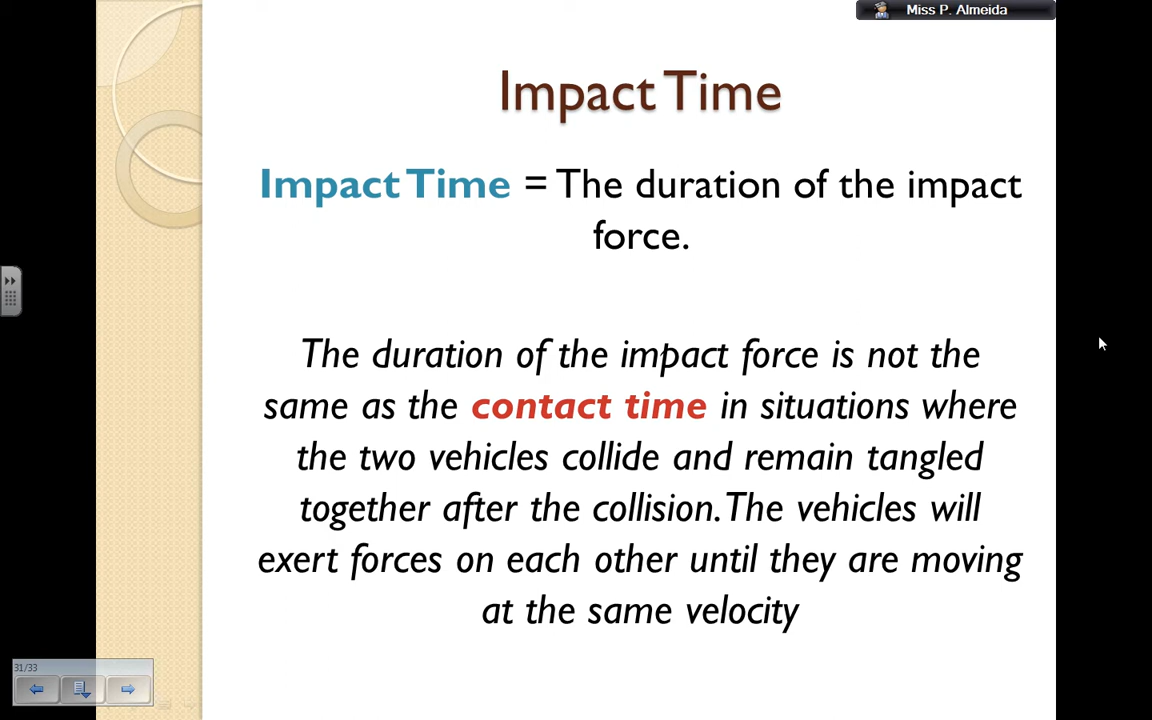 Miss P. Almeida
Impact Time
Impact Time = The duration of the impact
force.
The duration of the impact force is not the
same as the contact time in situations where
the two vehicles collide and remain tangled
together after the collision. The vehicles will
exert forces on each other until they are moving
at the same velocity
31/33